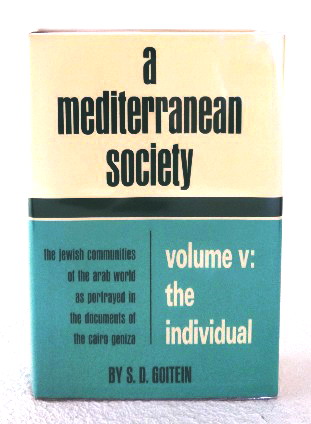 a
mediterranean
society
the jewish communities
of the arab world
as portrayed in
the documents of
the cairo geniza
volume v:
the
individual
BY S. D. GOITEIN